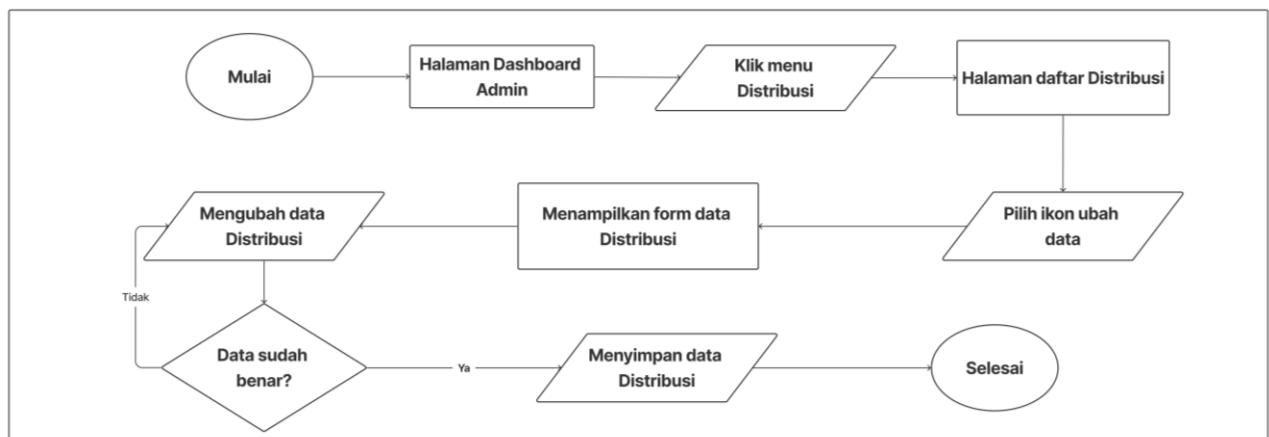 Mulai
Halaman Dashboard
Admin
Klik menu
Distribusi
Halaman daftar Distribusi
Pilih ikon ubah
data
Menampilkan form data
Distribusi
Mengubah data
Distribusi
Tidak
Data sudah
benar?
Ya
Menyimpan data
Distribusi
Selesai